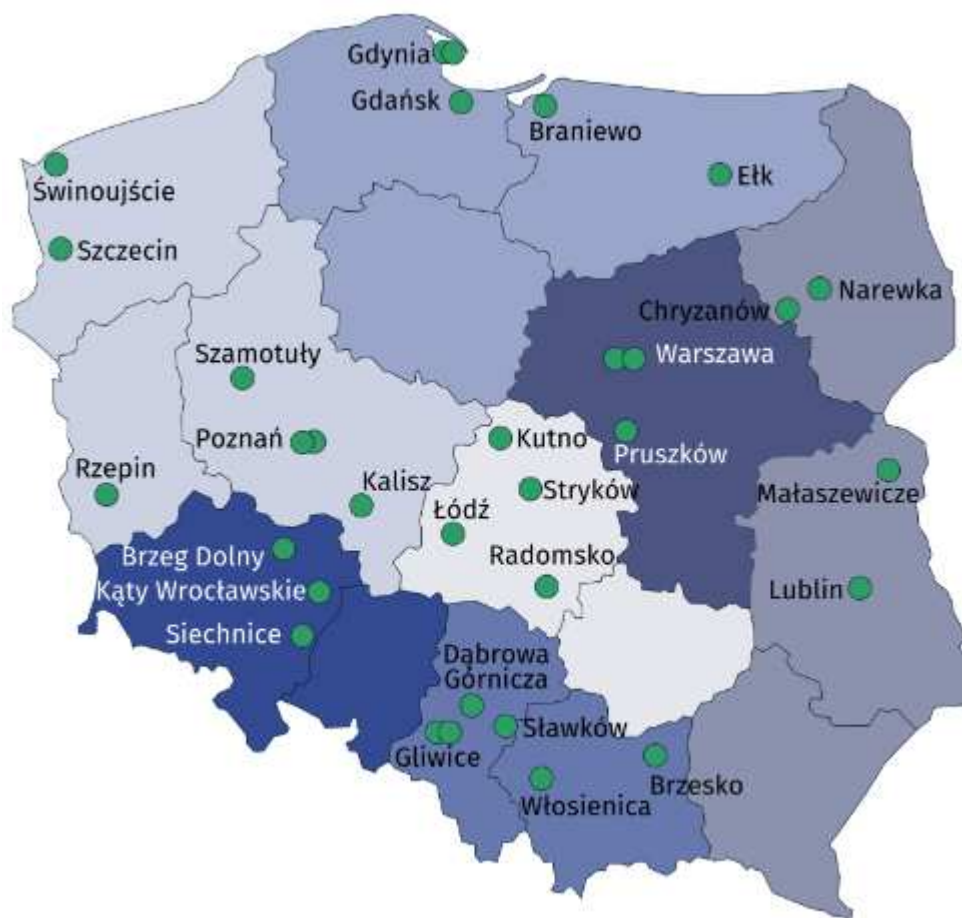 Gdynia
Gdańsk
Braniewo
Ełk
Świnoujście
Szczecin
Narewka
Chryzanów
Szamotuły
Warszawa
Poznań
Kutno
Pruszków
Rzepin
Kalisz
Stryków
Małaszewicze
Łódź
Brzeg Dolny
Radomsko
Kąty Wrocławskie
Lublin
Siechnice
Dąbrowa
Górnicza
Sławków
Gliwice
Brzesko
Włosienica